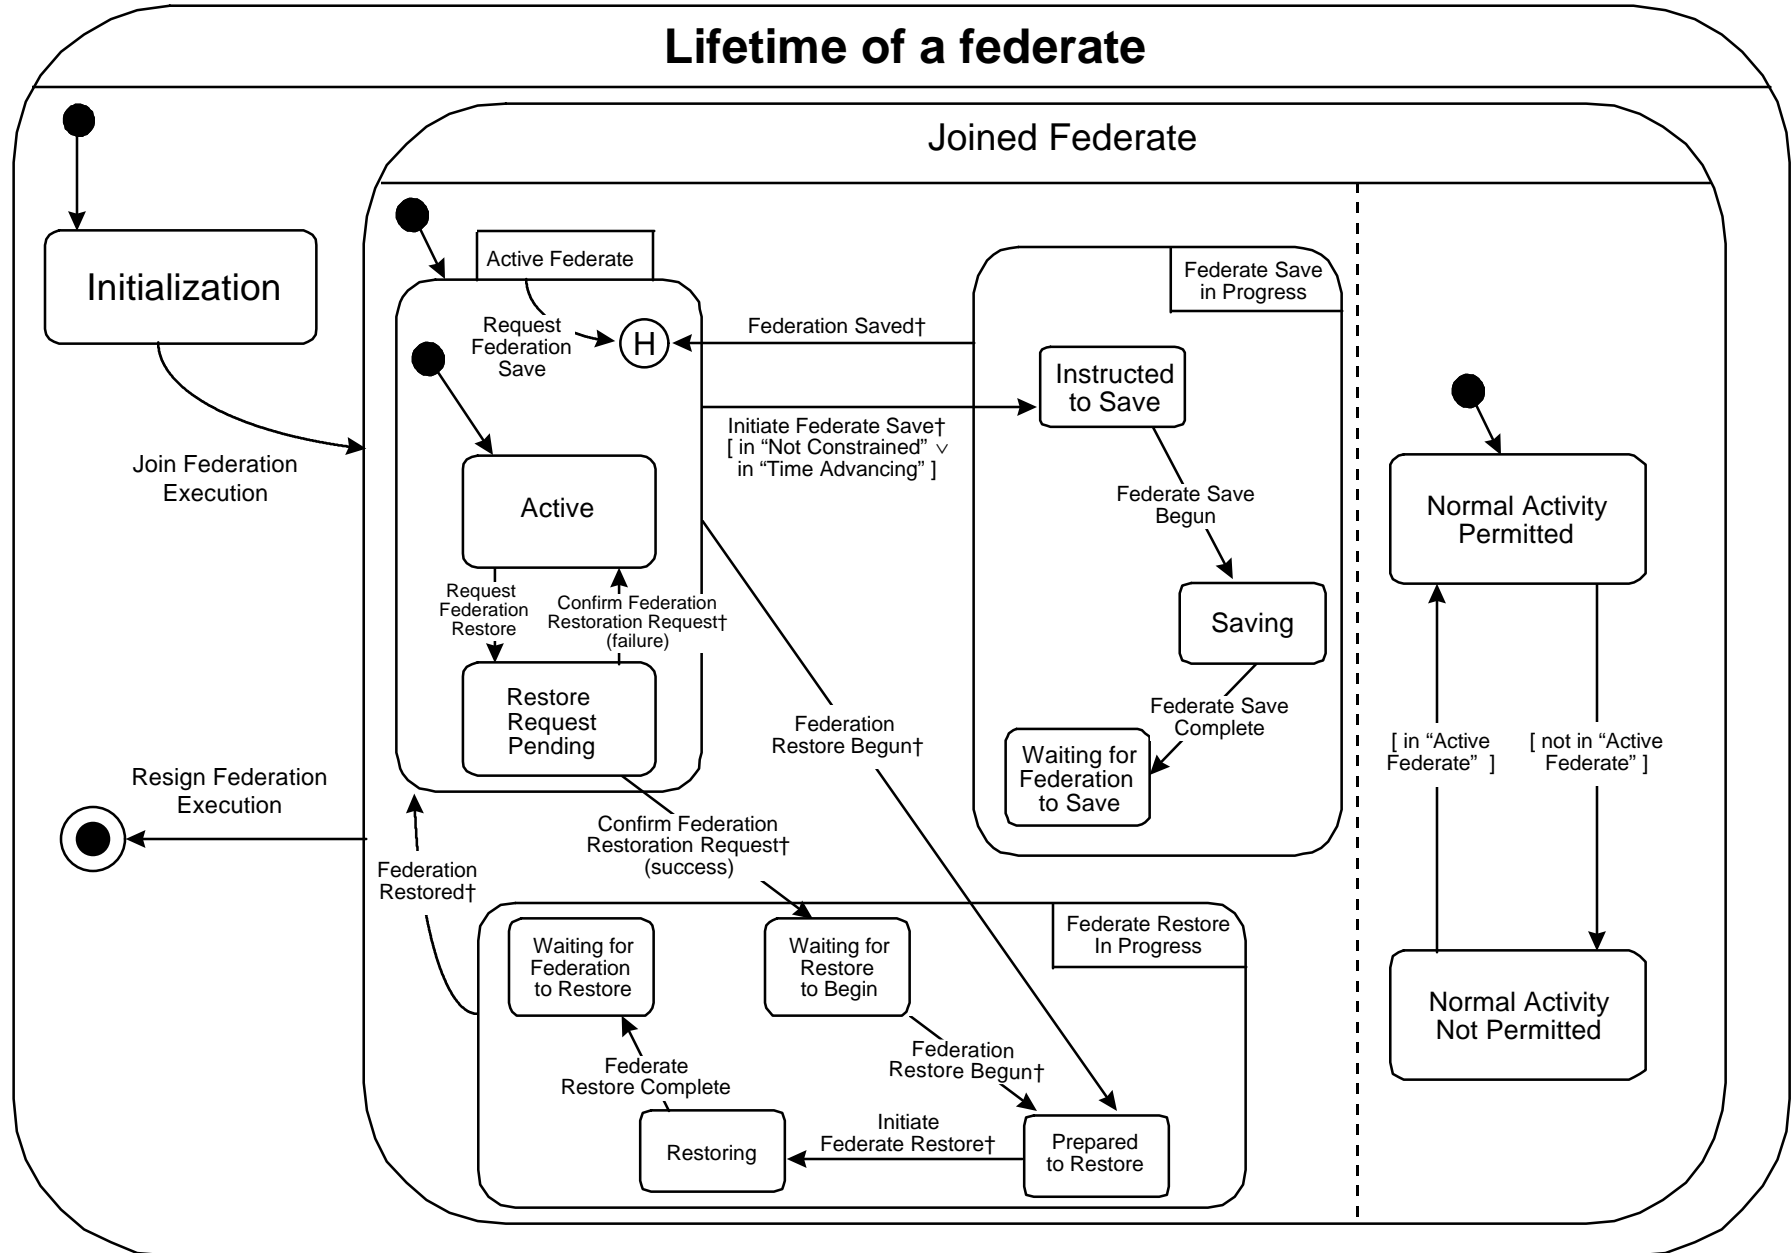 Lifetime of a federate
Joined Federate
Initialization
Join Federation
Execution
Resign Federation
Execution
Active Federate
Request
Federation
Save
H
Active
Request
Federation
Restore
Confirm Federation
Restoration Request†
(failure)
Restore
Request
Pending
Federation Saved†
Initiate Federate Save†
[ in “Not Constrained” ∨
in “Time Advancing” ]
Federate Save
in Progress
Instructed
to Save
Federate Save
Begun
Saving
Federate Save
Complete
Waiting for
Federation
to Save
Federation
Restore Begun†
Confirm Federation
Restoration Request†
(success)
Federation
Restored†
Federate Restore
In Progress
Waiting for
Federation
to Restore
Waiting for
Restore
to Begin
Federation
Restore Begun†
Federate
Restore Complete
Restoring
Initiate
Federate Restore†
Prepared
to Restore
Normal Activity
Permitted
[ in “Active
Federate” ]
[ not in “Active
Federate” ]
Normal Activity
Not Permitted